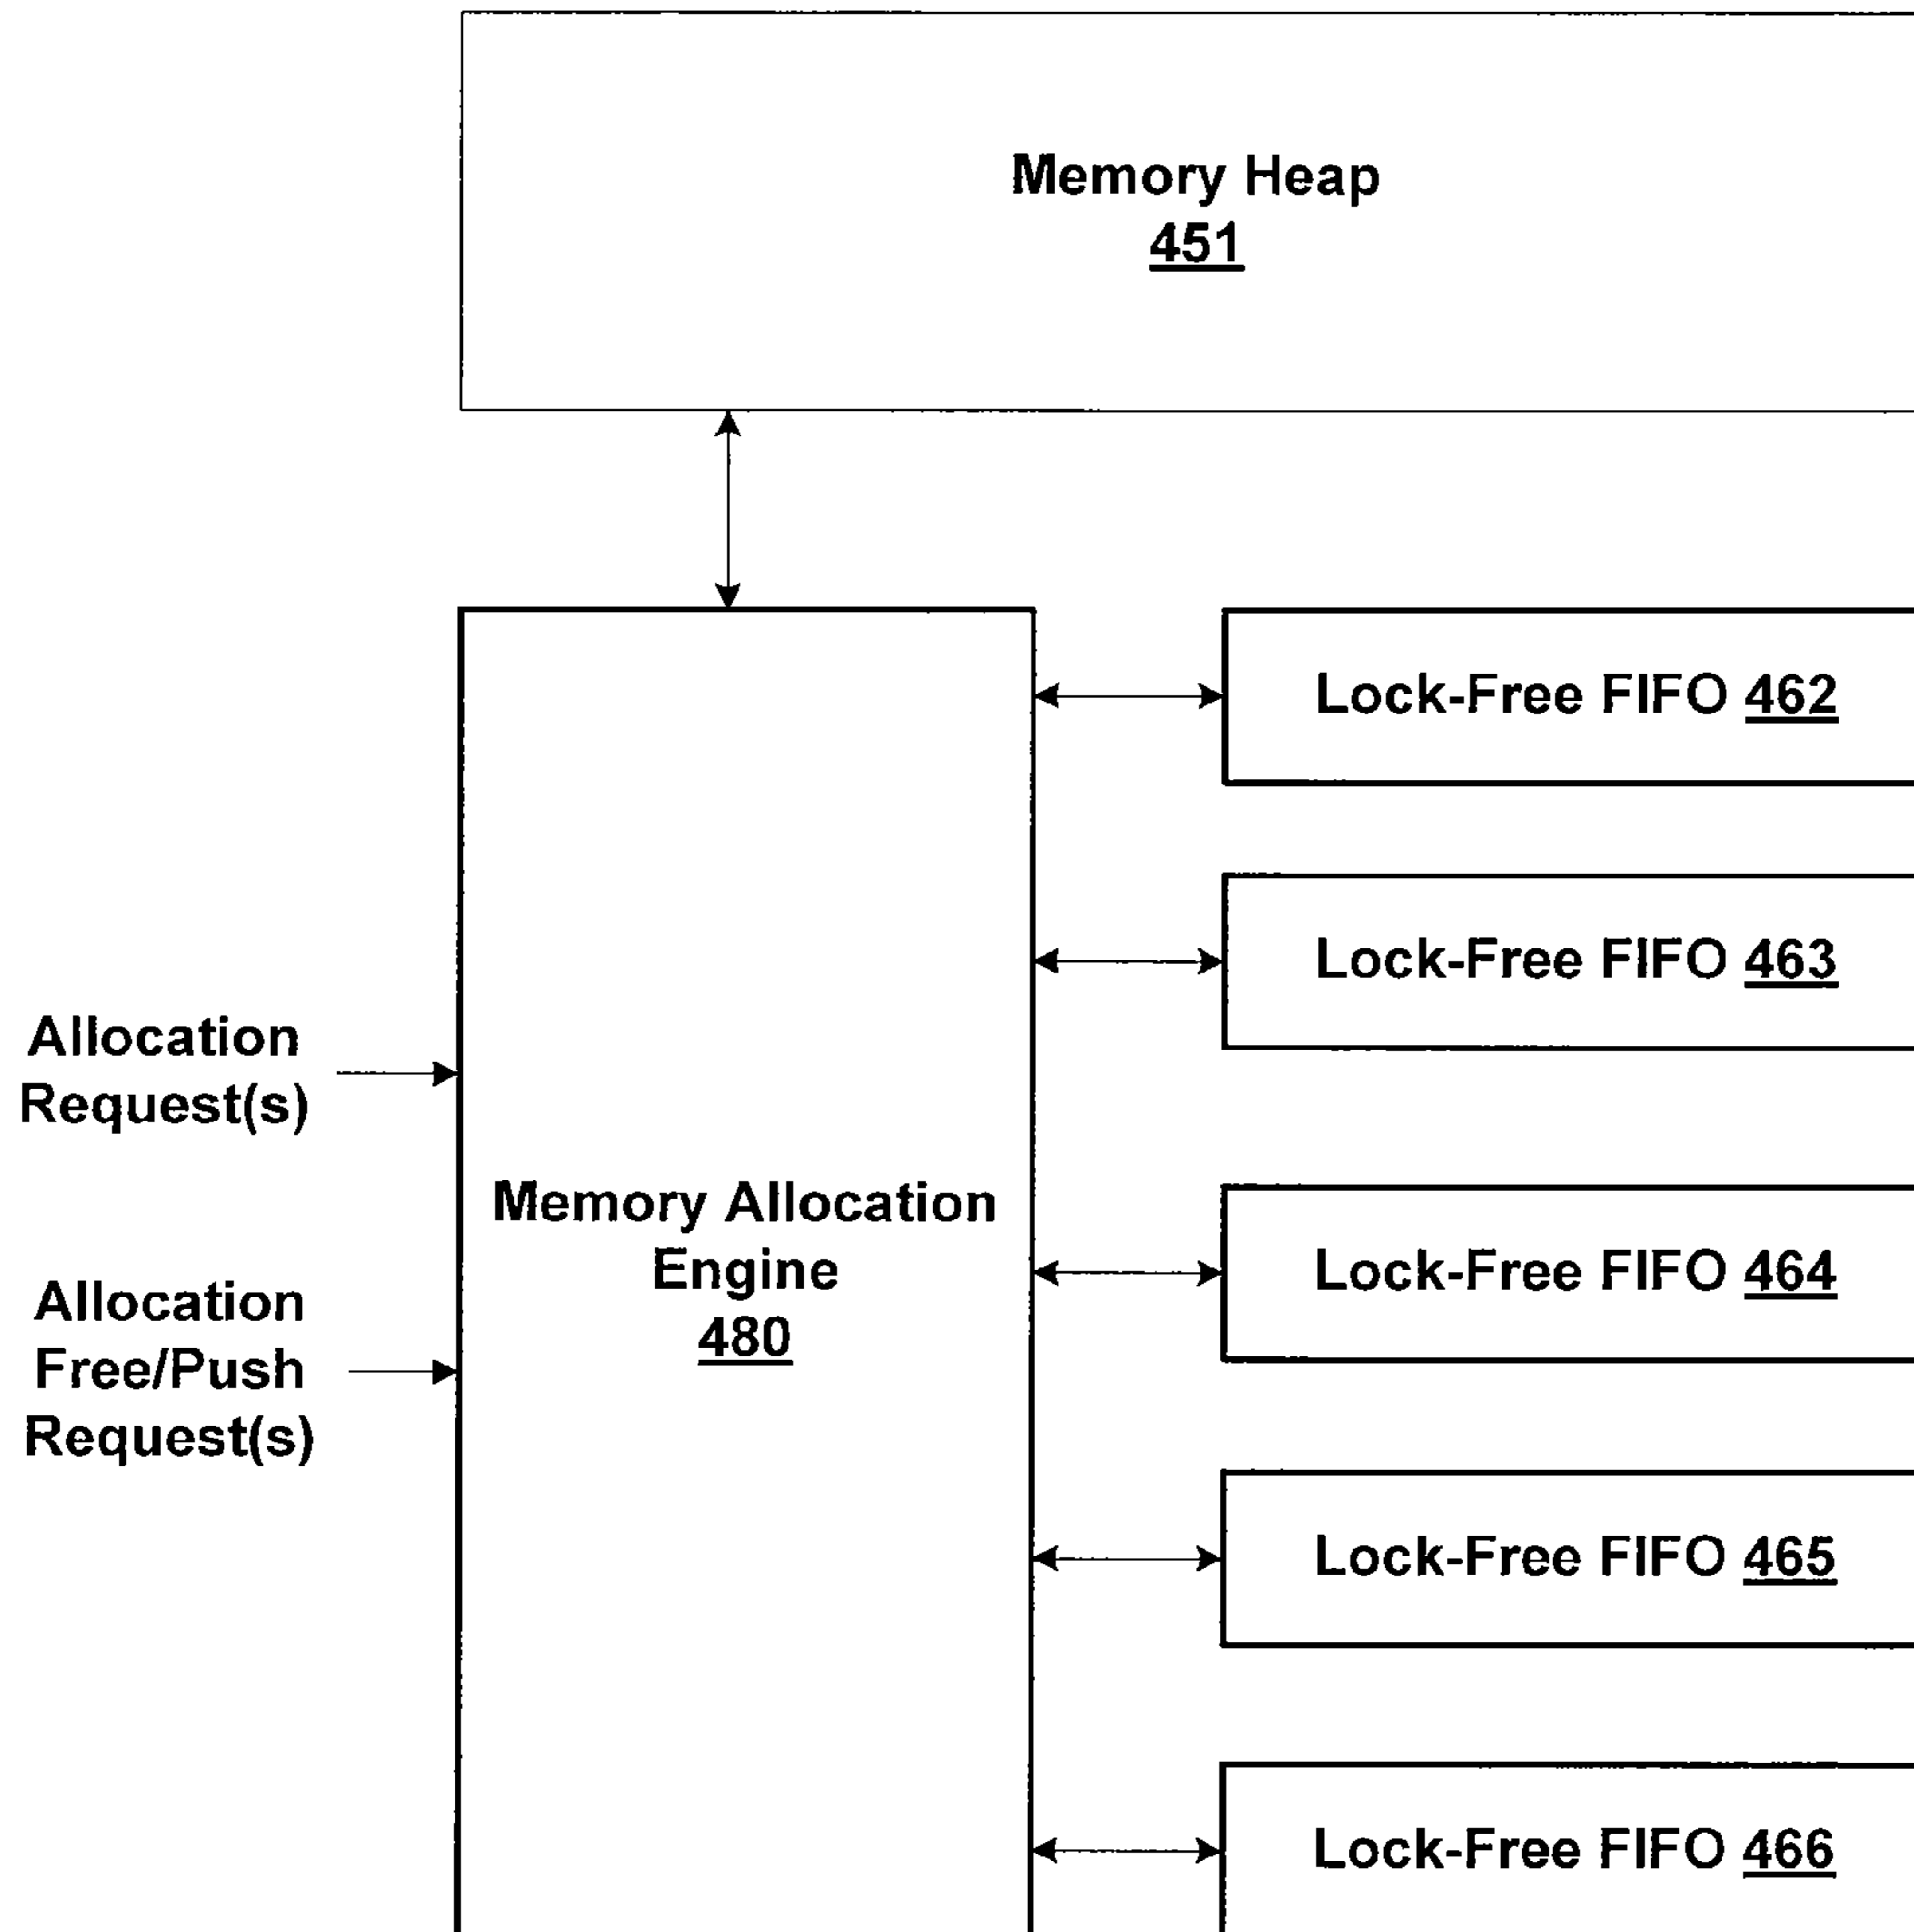 Memory Heap
451
Lock-Free FIFO 462
Lock-Free FIFO 463
Allocation
Request(s)
Memory Allocation
Engine
480
Lock-Free FIFO 464
Allocation
Free/Push
Request(s)
Lock-Free FIFO 465
Lock-Free FIFO 466